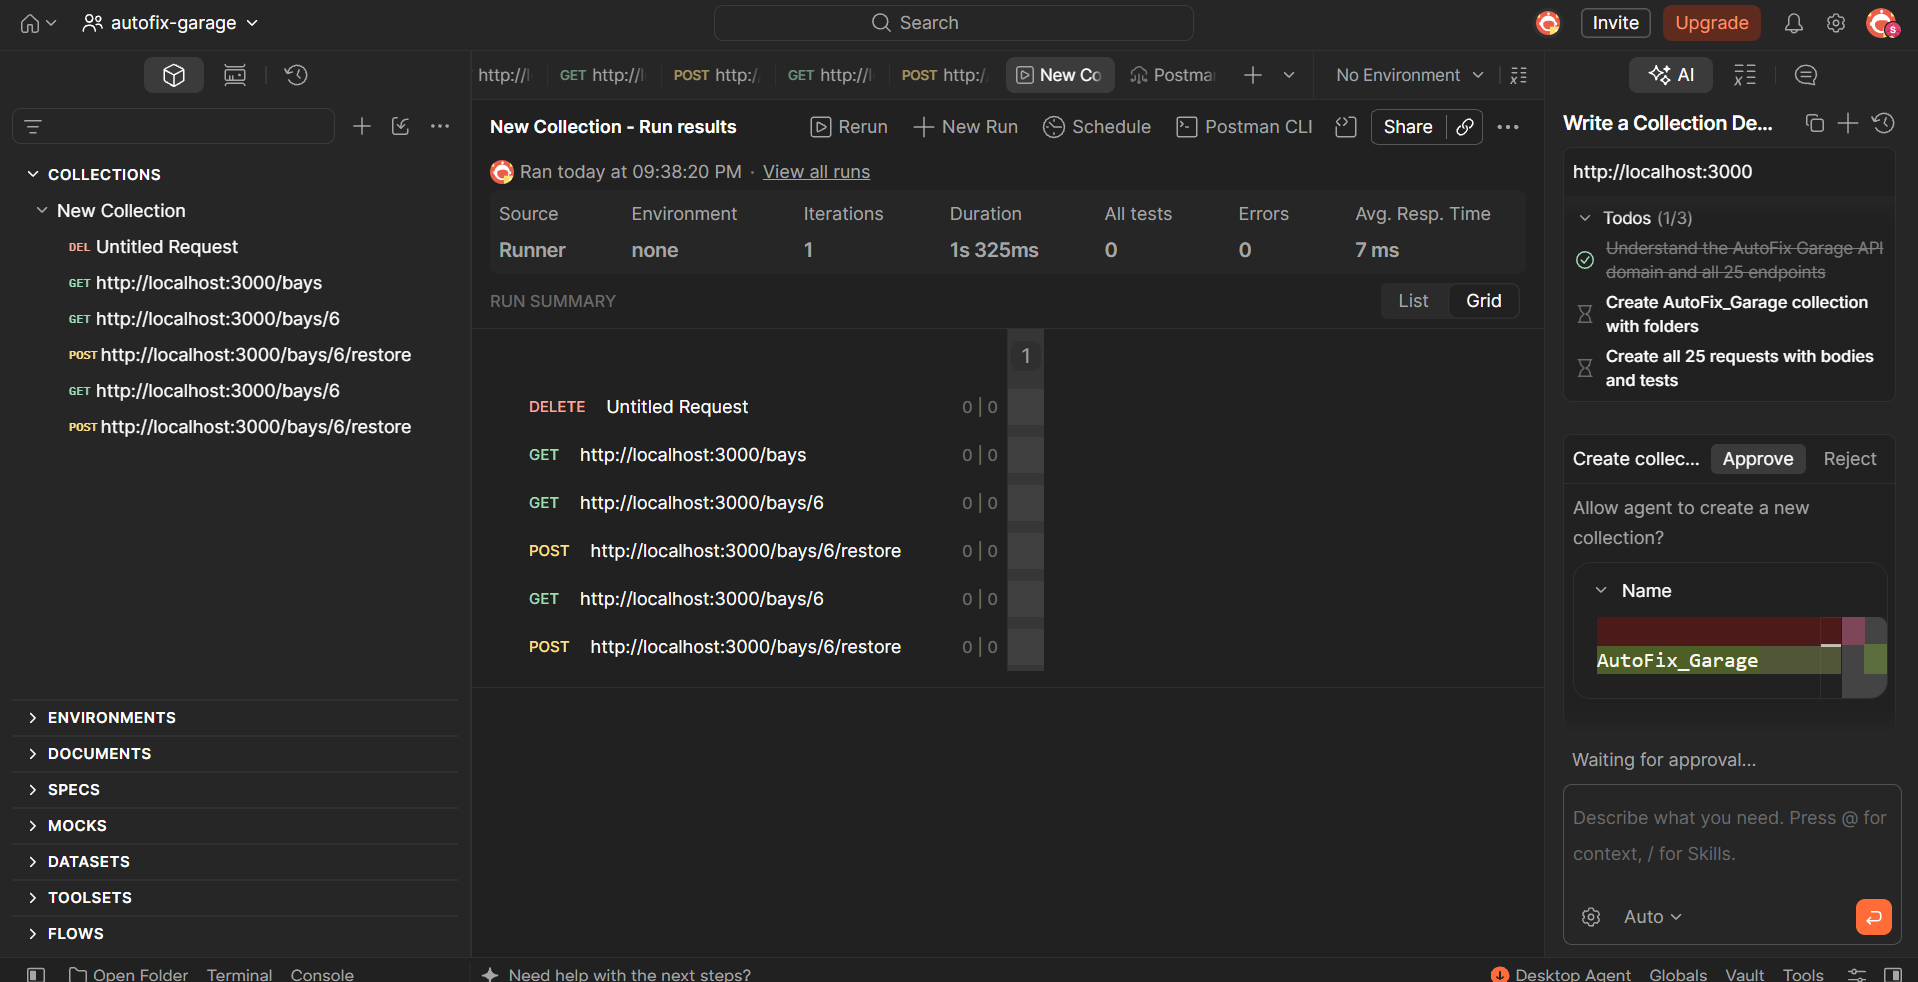 autofix-garage
Search
Invite
Upgrade
S
http://
GET http://
POST http:/
GET http://
POST http:/
New Co
Postma
No Environment
AI
COLLECTIONS
New Collection
DEL Untitled Request
GET http://localhost:3000/bays
GET http://localhost:3000/bays/6
POST http://localhost:3000/bays/6/restore
GET http://localhost:3000/bays/6
POST http://localhost:3000/bays/6/restore
ENVIRONMENTS
DOCUMENTS
SPECS
MOCKS
DATASETS
TOOLSETS
FLOWS
New Collection - Run results
Rerun
New Run
Schedule
Postman CLI
Share
Ran today at 09:38:20 PM · View all runs
Source Environment Iterations Duration All tests Errors Avg. Resp. Time
Runner none 1 1s 325ms 0 0 7 ms
RUN SUMMARY
List Grid
1
DELETE Untitled Request 0 | 0
GET http://localhost:3000/bays 0 | 0
GET http://localhost:3000/bays/6 0 | 0
POST http://localhost:3000/bays/6/restore 0 | 0
GET http://localhost:3000/bays/6 0 | 0
POST http://localhost:3000/bays/6/restore 0 | 0
Write a Collection De...
http://localhost:3000
Todos (1/3)
Understand the AutoFix Garage API
domain and all 25 endpoints
Create AutoFix_Garage collection
with folders
Create all 25 requests with bodies
and tests
Create collec... Approve Reject
Allow agent to create a new
collection?
Name
AutoFix_Garage
Waiting for approval...
Describe what you need. Press @ for
context, / for Skills.
Auto
Open Folder Terminal Console
Need help with the next steps?
Desktop Agent Globals Vault Tools